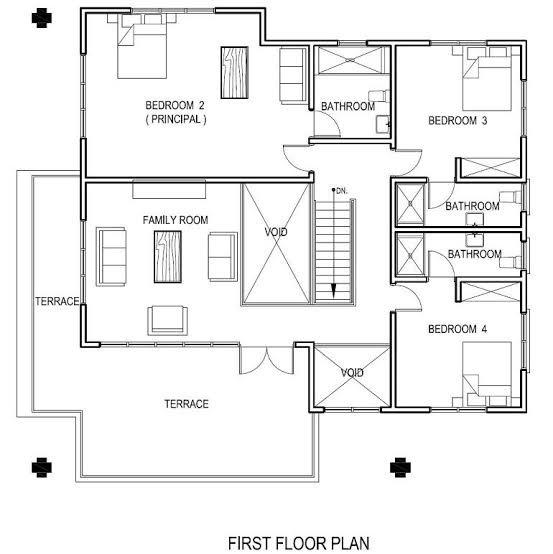 BEDROOM 2
( PRINCIPAL )
BATHROOM
BEDROOM 3
DN.
BATHROOM
FAMILY ROOM
VOID
BATHROOM
TERRACE
BEDROOM 4
VOID
TERRACE
FIRST FLOOR PLAN